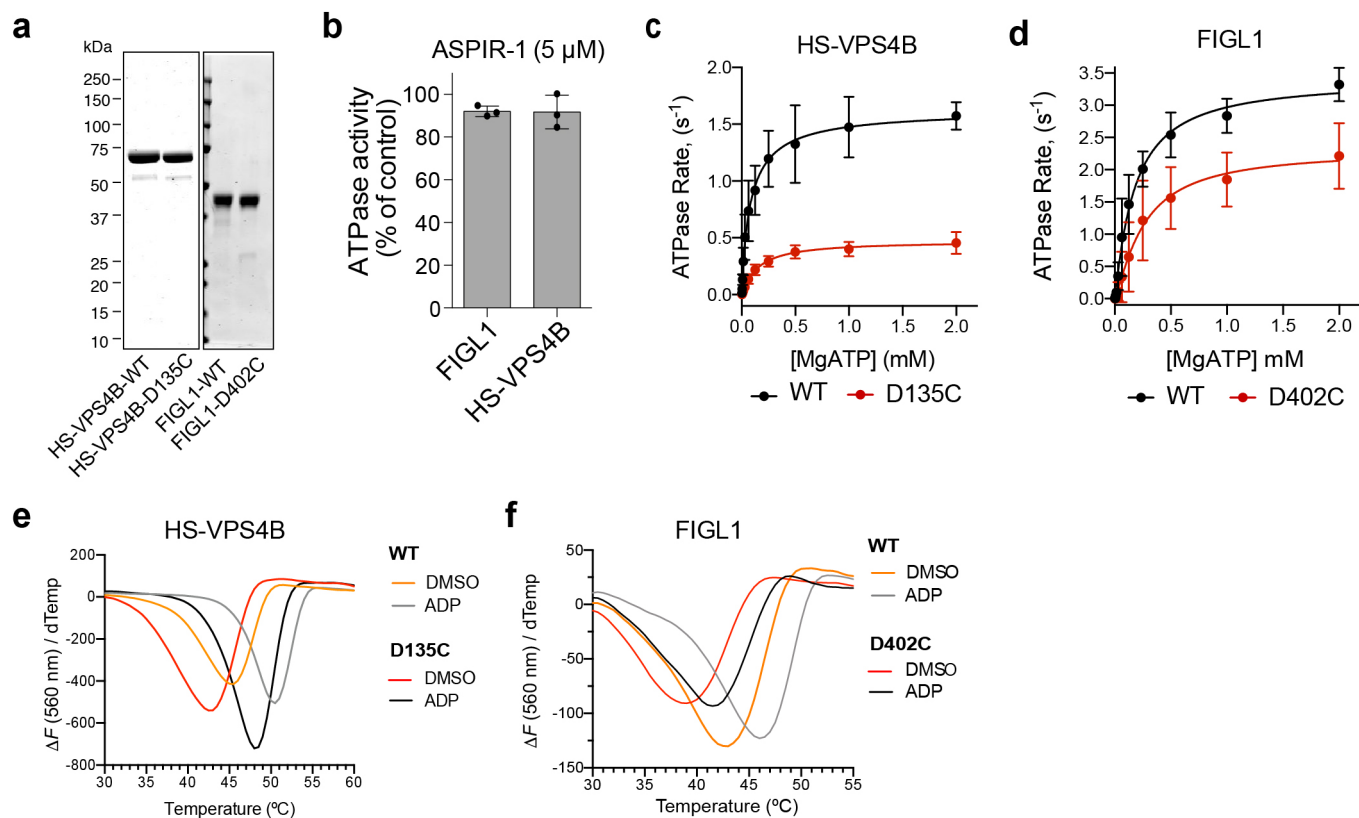 a
kDa
250
150
100
75
50
37
25
20
15
10
HS-VPS4B-WT
HS-VPS4B-D135C
FIGL1-WT
FIGL1-D402C
b
ASPIR-1 (5 µM)
ATPase activity
(% of control)
100
80
60
40
20
0
FIGL1
HS-VPS4B
c
HS-VPS4B
ATPase Rate, (s⁻¹)
2.0
1.5
1.0
0.5
0.0
0.0 0.5 1.0 1.5 2.0
[MgATP] (mM)
WT D135C
d
FIGL1
ATPase Rate, (s⁻¹)
3.5
3.0
2.5
2.0
1.5
1.0
0.5
0.0
0.0 0.5 1.0 1.5 2.0
[MgATP] mM
WT D402C
e
HS-VPS4B
ΔF (560 nm) / dTemp
200
0
-200
-400
-600
-800
30 35 40 45 50 55 60
Temperature (ºC)
WT
DMSO
ADP
D135C
DMSO
ADP
f
FIGL1
ΔF (560 nm) / dTemp
50
0
-50
-100
-150
30 35 40 45 50 55
Temperature (ºC)
WT
DMSO
ADP
D402C
DMSO
ADP